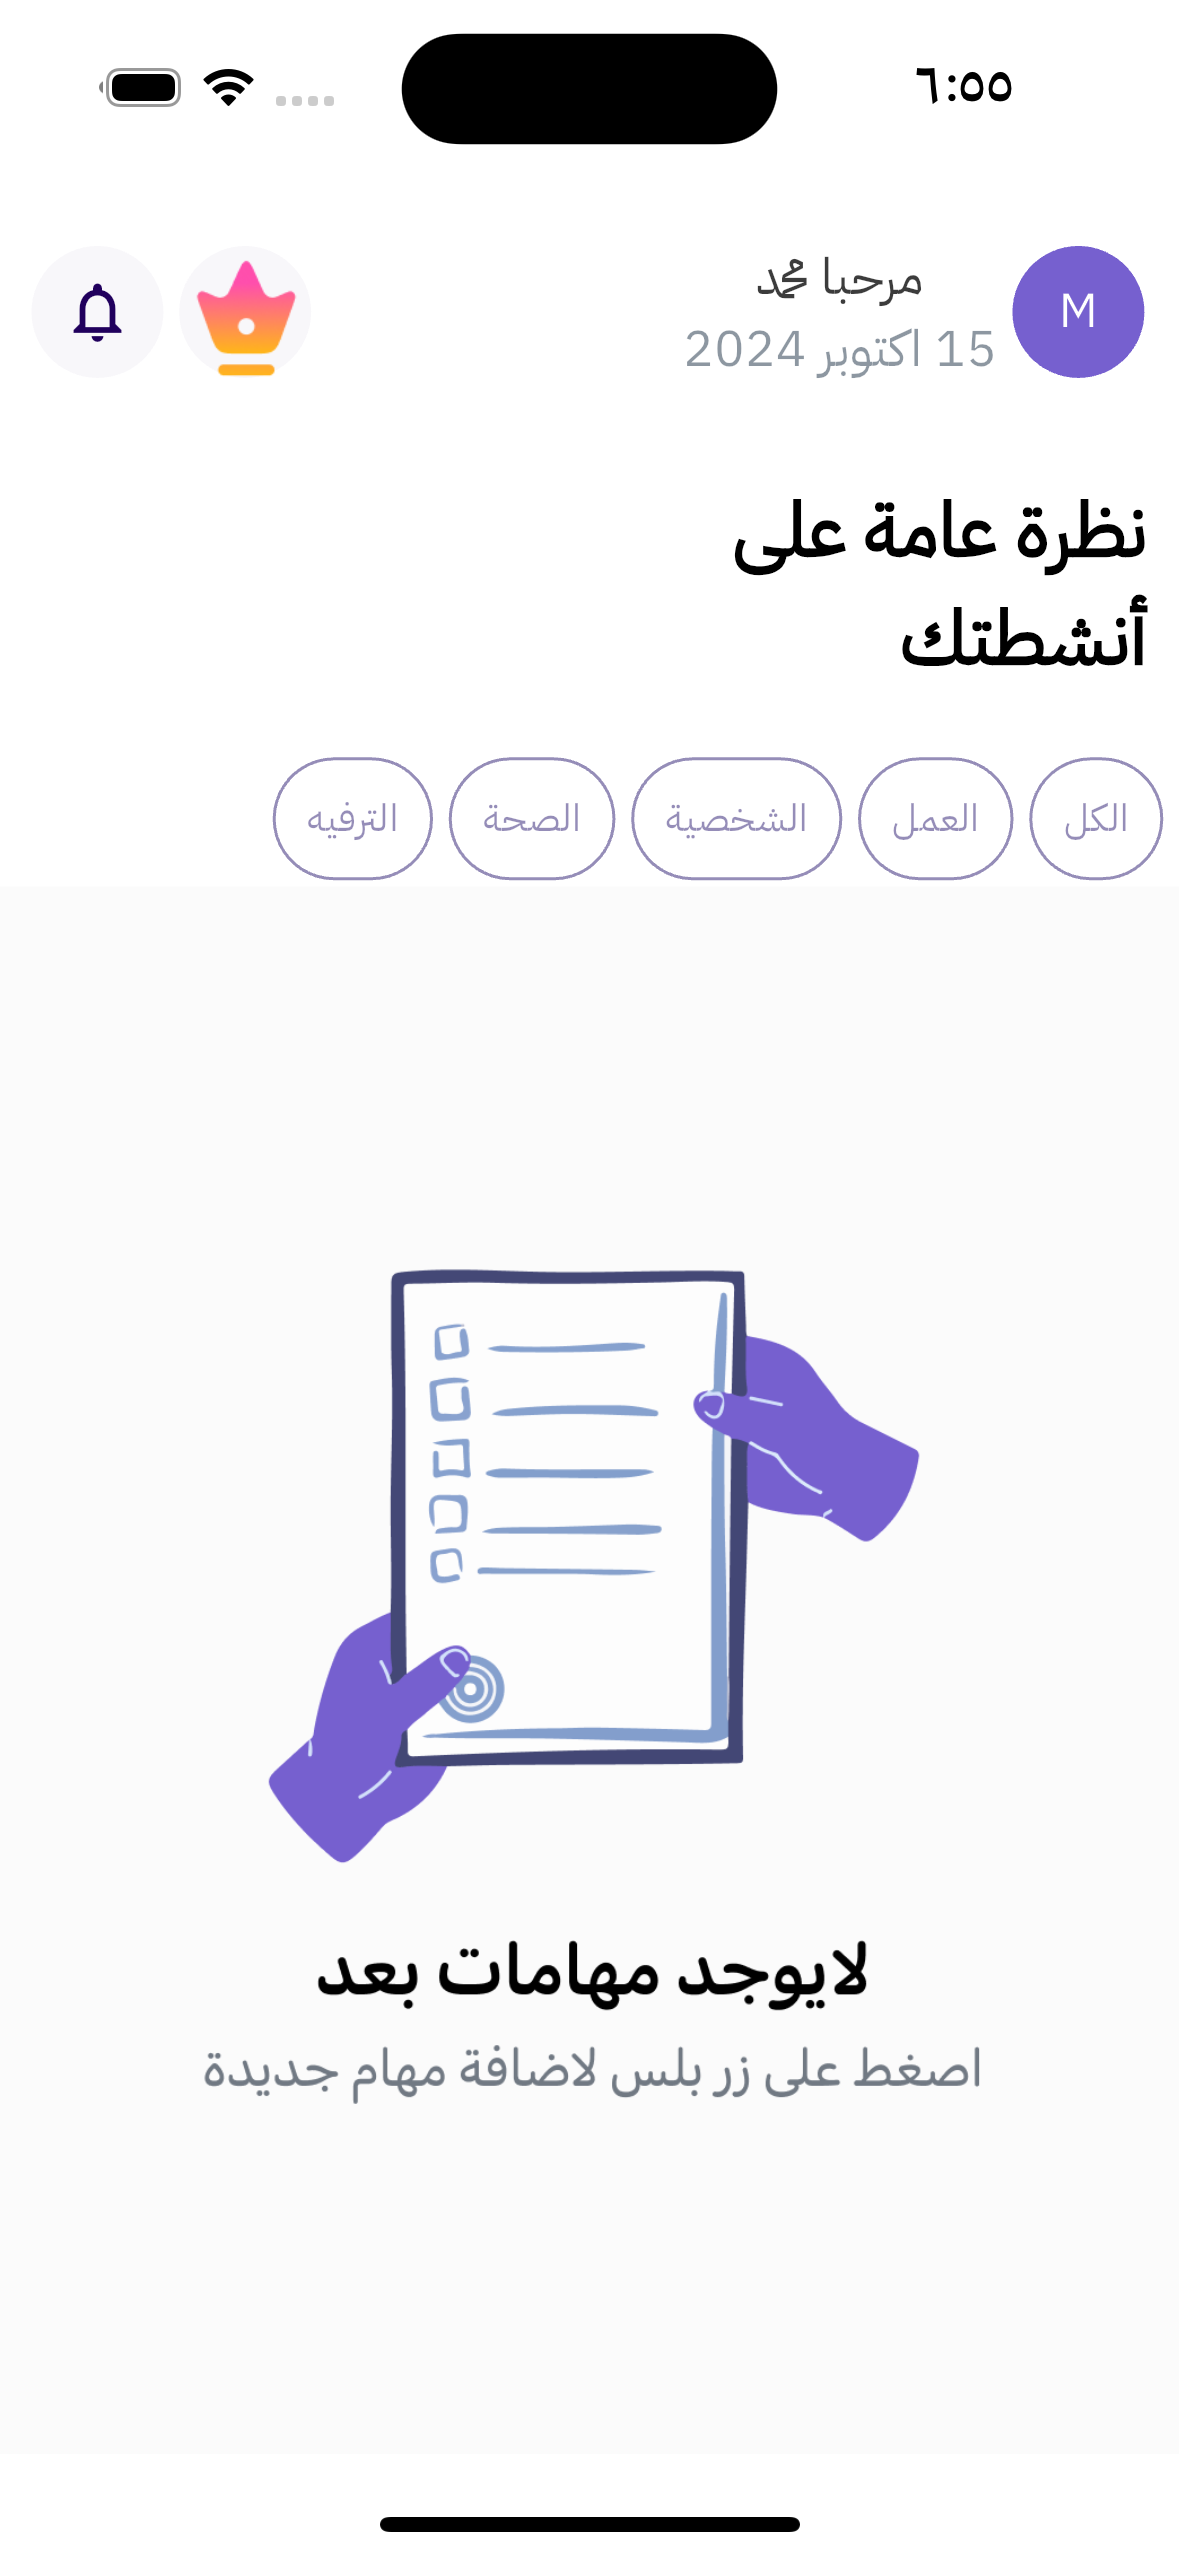 ٦:٥٥
M
مرحبا محمد
15 اكتوبر 2024
نظرة عامة على
أنشطتك
الكل
العمل
الشخصية
الصحة
الترفيه
لايوجد مهامات بعد
اضغط على زر بلس لاضافة مهام جديدة